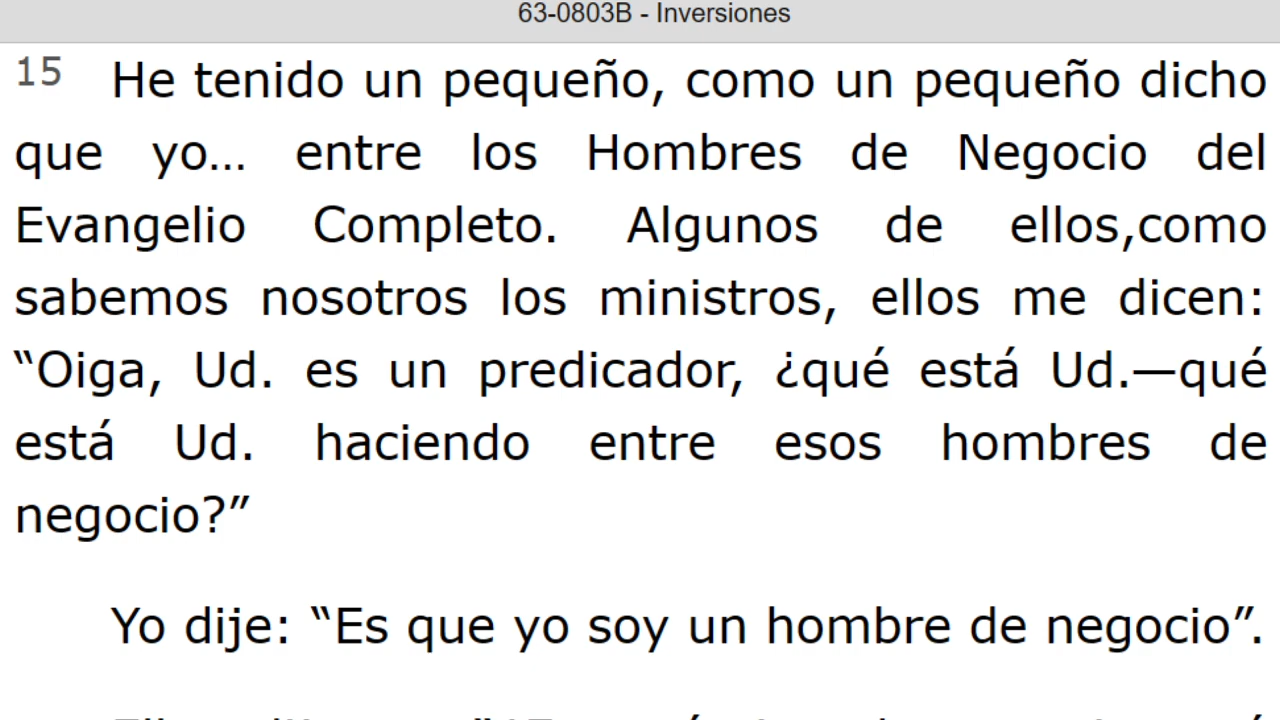 63-0803B - Inversiones
15 He tenido un pequeño, como un pequeño dicho
que yo… entre los Hombres de Negocio del
Evangelio Completo. Algunos de ellos,como
sabemos nosotros los ministros, ellos me dicen:
“Oiga, Ud. es un predicador, ¿qué está Ud.—qué
está Ud. haciendo entre esos hombres de
negocio?”
Yo dije: “Es que yo soy un hombre de negocio”.